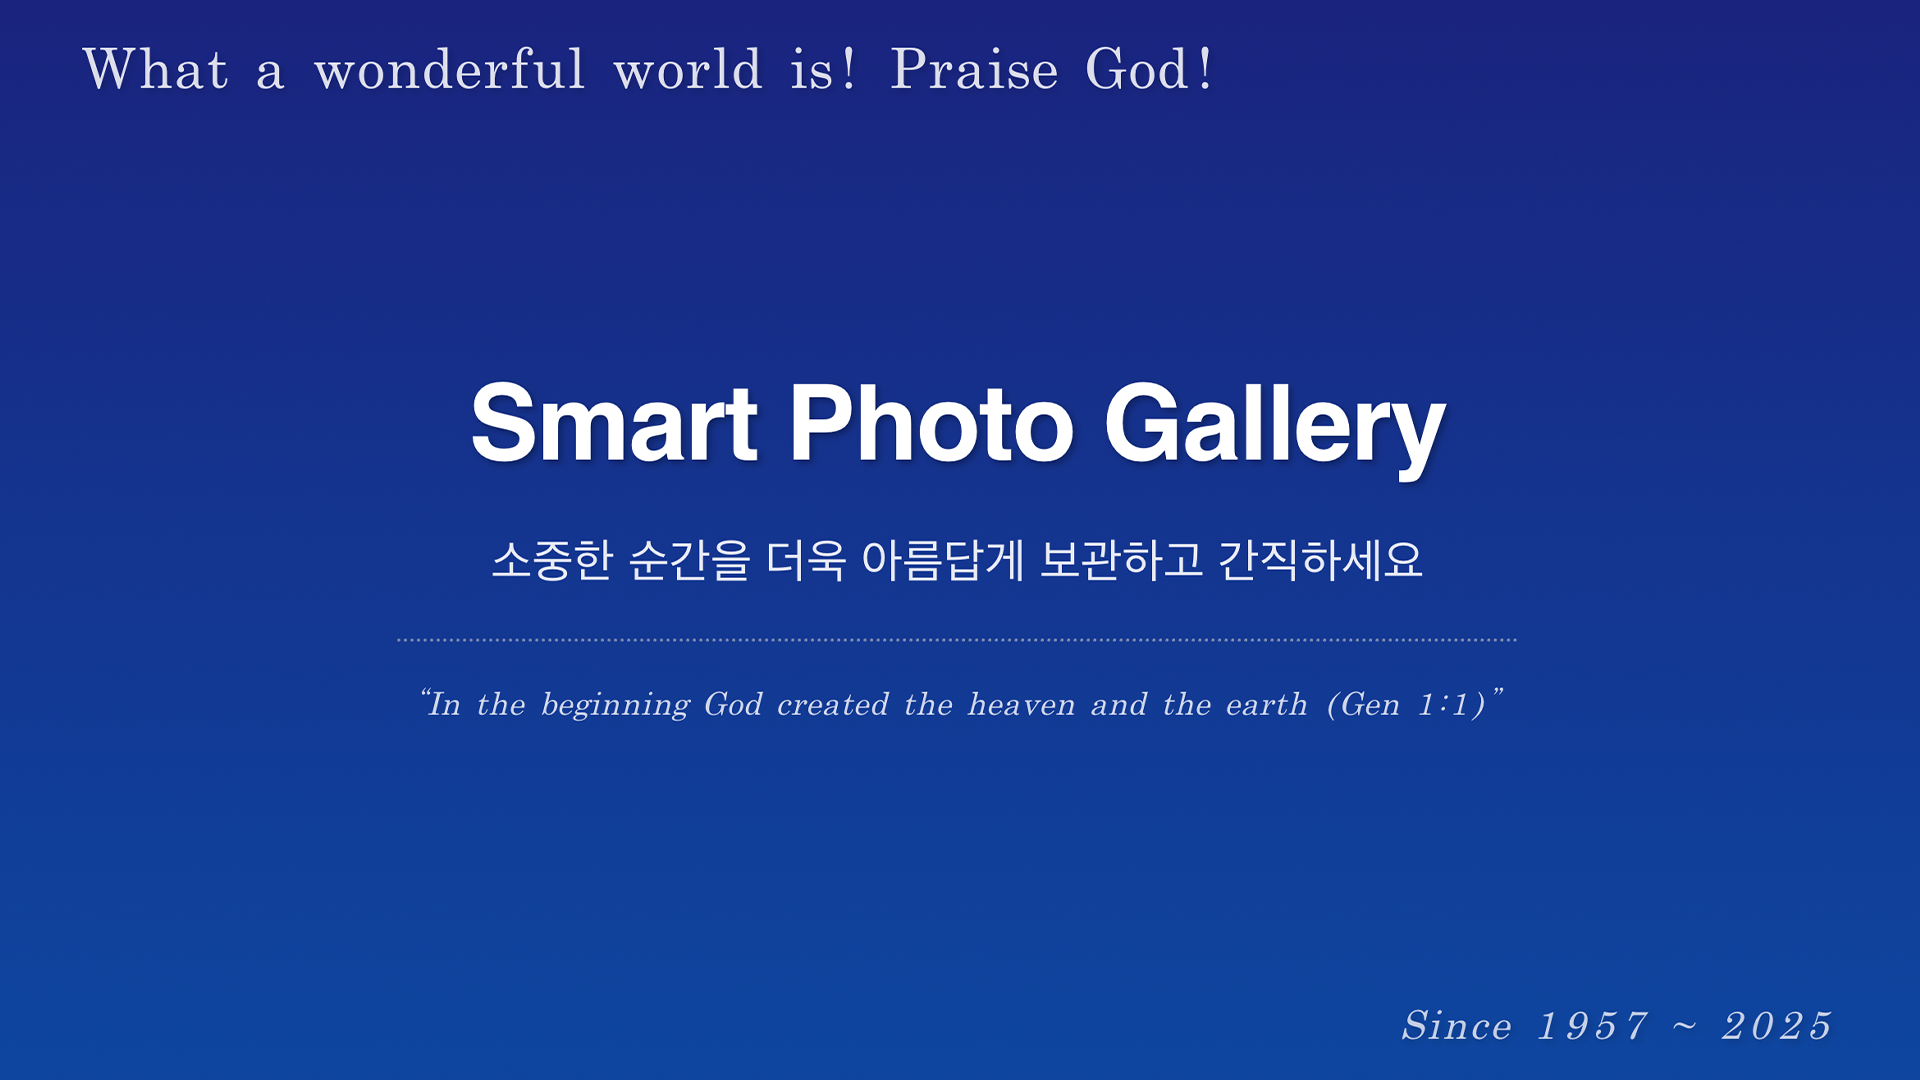 What a wonderful world is! Praise God!
Smart Photo Gallery
소중한 순간을 더욱 아름답게 보관하고 간직하세요
“In the beginning God created the heaven and the earth (Gen 1:1)”
Since 1957 ~ 2025